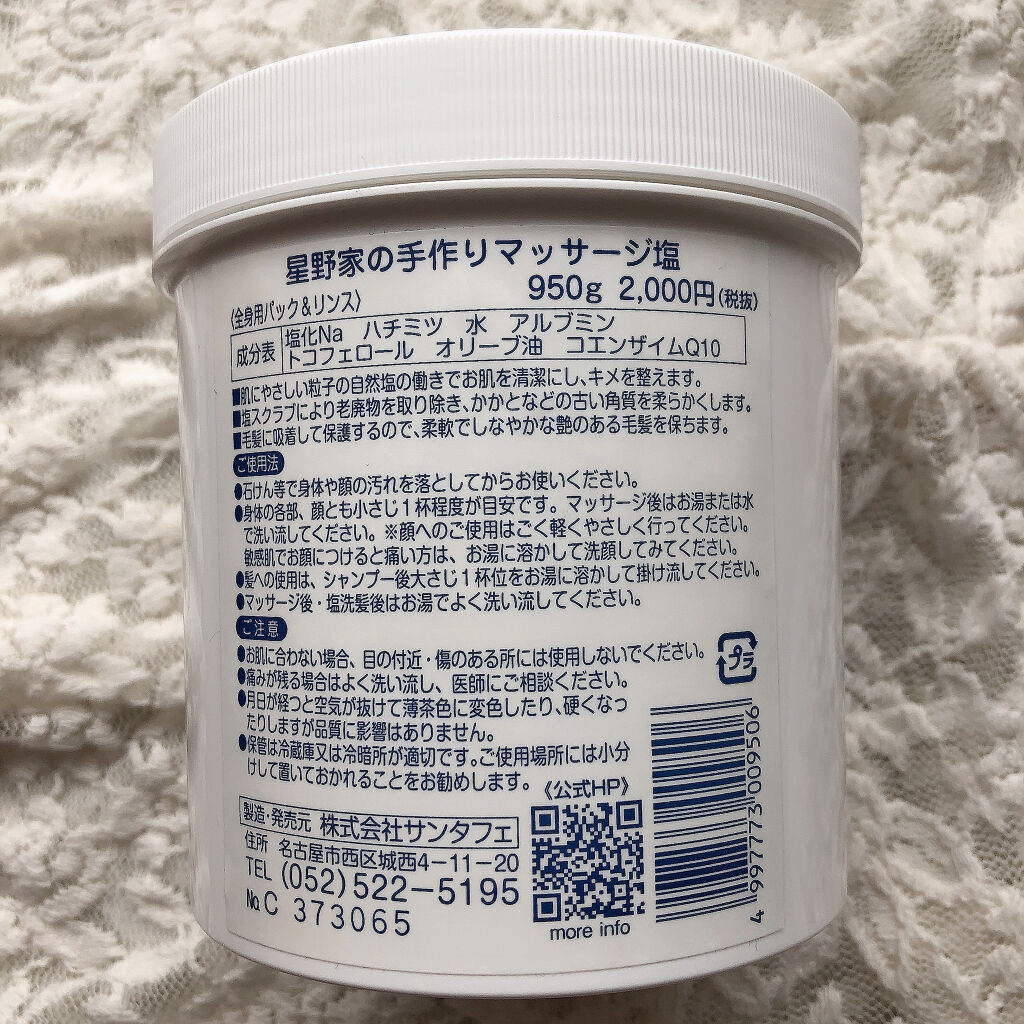 星野家の手作りマッサージ塩
950g 2,000円(税抜)
〈全身用パック&リンス〉
成分表
塩化Na ハチミツ 水 アルブミン
トコフェロール オリーブ油 コエンザイムQ10
■肌にやさしい粒子の自然塩の働きでお肌を清潔にし、キメを整えます。
■塩スクラブにより老廃物を取り除き、かかとなどの古い角質を柔らかくします。
■毛髪に吸着して保護するので、柔軟でしなやかな艶のある毛髪を保ちます。
ご使用法
●石けん等で身体や顔の汚れを落としてからお使いください。
●身体の各部、顔とも小さじ1杯程度が目安です。マッサージ後はお湯または水
で洗い流してください。※顔へのご使用はごく軽くやさしく行ってください。
敏感肌でお顔につけると痛い方は、お湯に溶かして洗顔してみてください。
●髪への使用は、シャンプー後大さじ1杯位をお湯に溶かして掛け流してください。
●マッサージ後・塩洗髪後はお湯でよく洗い流してください。
ご注意
●お肌に合わない場合、目の付近・傷のある所には使用しないでください。
●痛みが残る場合はよく洗い流し、医師にご相談ください。
●月日が経つと空気が抜けて薄茶色に変色したり、硬くなっ
たりしますが品質に影響はありません。
●保管は冷蔵庫又は冷暗所が適切です。ご使用場所には小分
けして置いておかれることをお勧めします。
プラ
《公式HP》
more info
製造・発売元 株式会社サンタフェ
住所 名古屋市西区城西4-11-20
TEL (052)522-5195
No.C 373065
4 997773 009506